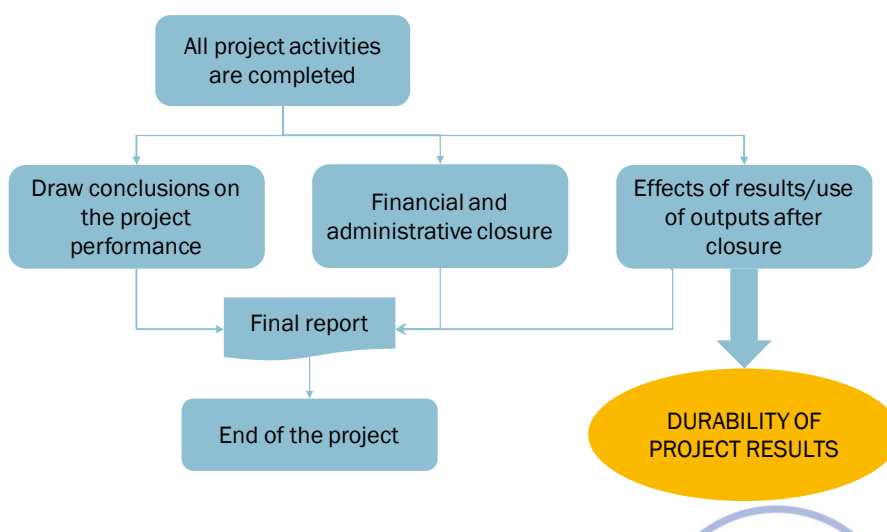 All project activities
are completed
Draw conclusions on
the project
performance
Financial and
administrative closure
Effects of results/use
of outputs after
closure
Final report
End of the project
DURABILITY OF
PROJECT RESULTS